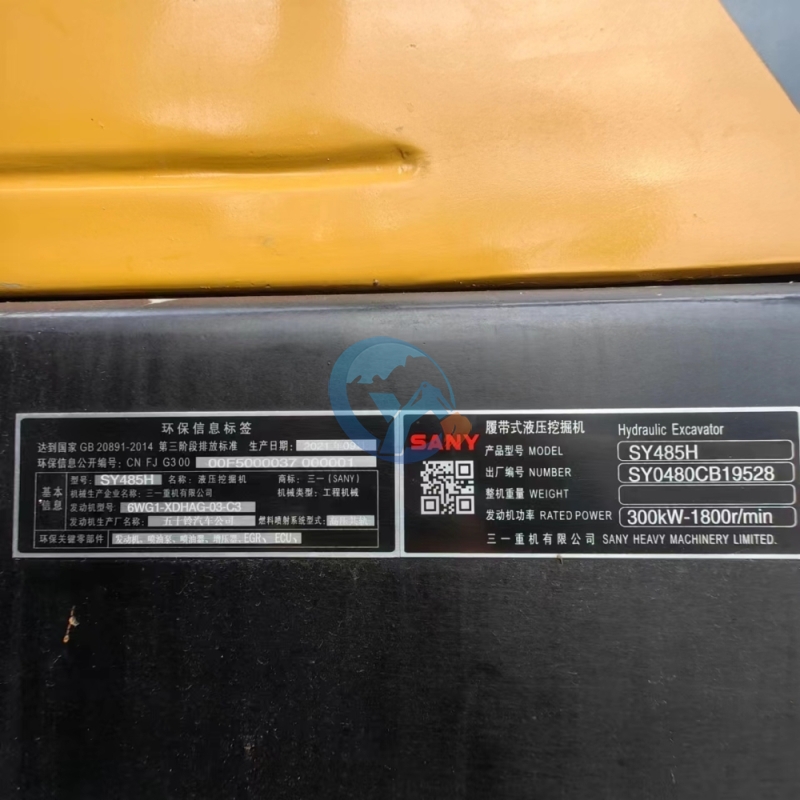 环保信息标签
达到国家 GB 20891-2014 第三阶段排放标准 生产日期:
环保信息公开编号: CN FJ G3 00 00F5000037 000001
基本信息
型号: SY485H 名称: 液压挖掘机 商标: 三一 (SANY)
机械生产企业名称: 三一重机有限公司 机械类型: 工程机械
发动机型号: 6WG1-XDHAG-03-C3
发动机生产厂名称: 五十铃汽车公司 燃料喷射系统型式:
环保关键零部件 发动机、喷油泵、喷油器、增压器、EGR、ECU、
SANY
履带式液压挖掘机 Hydraulic Excavator
产品型号 MODEL SY485H
出厂编号 NUMBER SY0480CB19528
整机重量 WEIGHT
发动机功率 RATED POWER 300kW-1800r/min
三一重机有限公司 SANY HEAVY MACHINERY LIMITED.